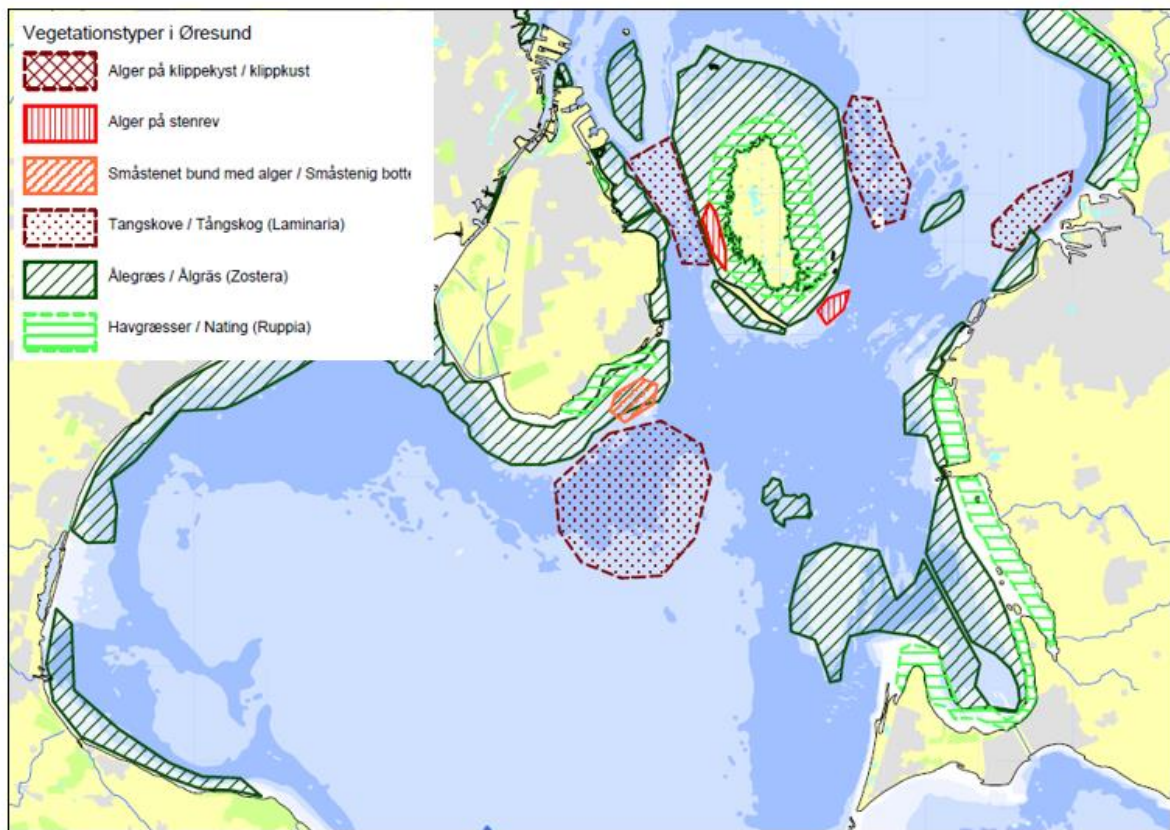 Vegetationstyper i Øresund
Alger på klippekyst / klippkust
Alger på stenrev
Småstenet bund med alger / Småstenig botte
Tangskove / Tångskog (Laminaria)
Ålegræs / Ålgräs (Zostera)
Havgræsser / Nating (Ruppia)